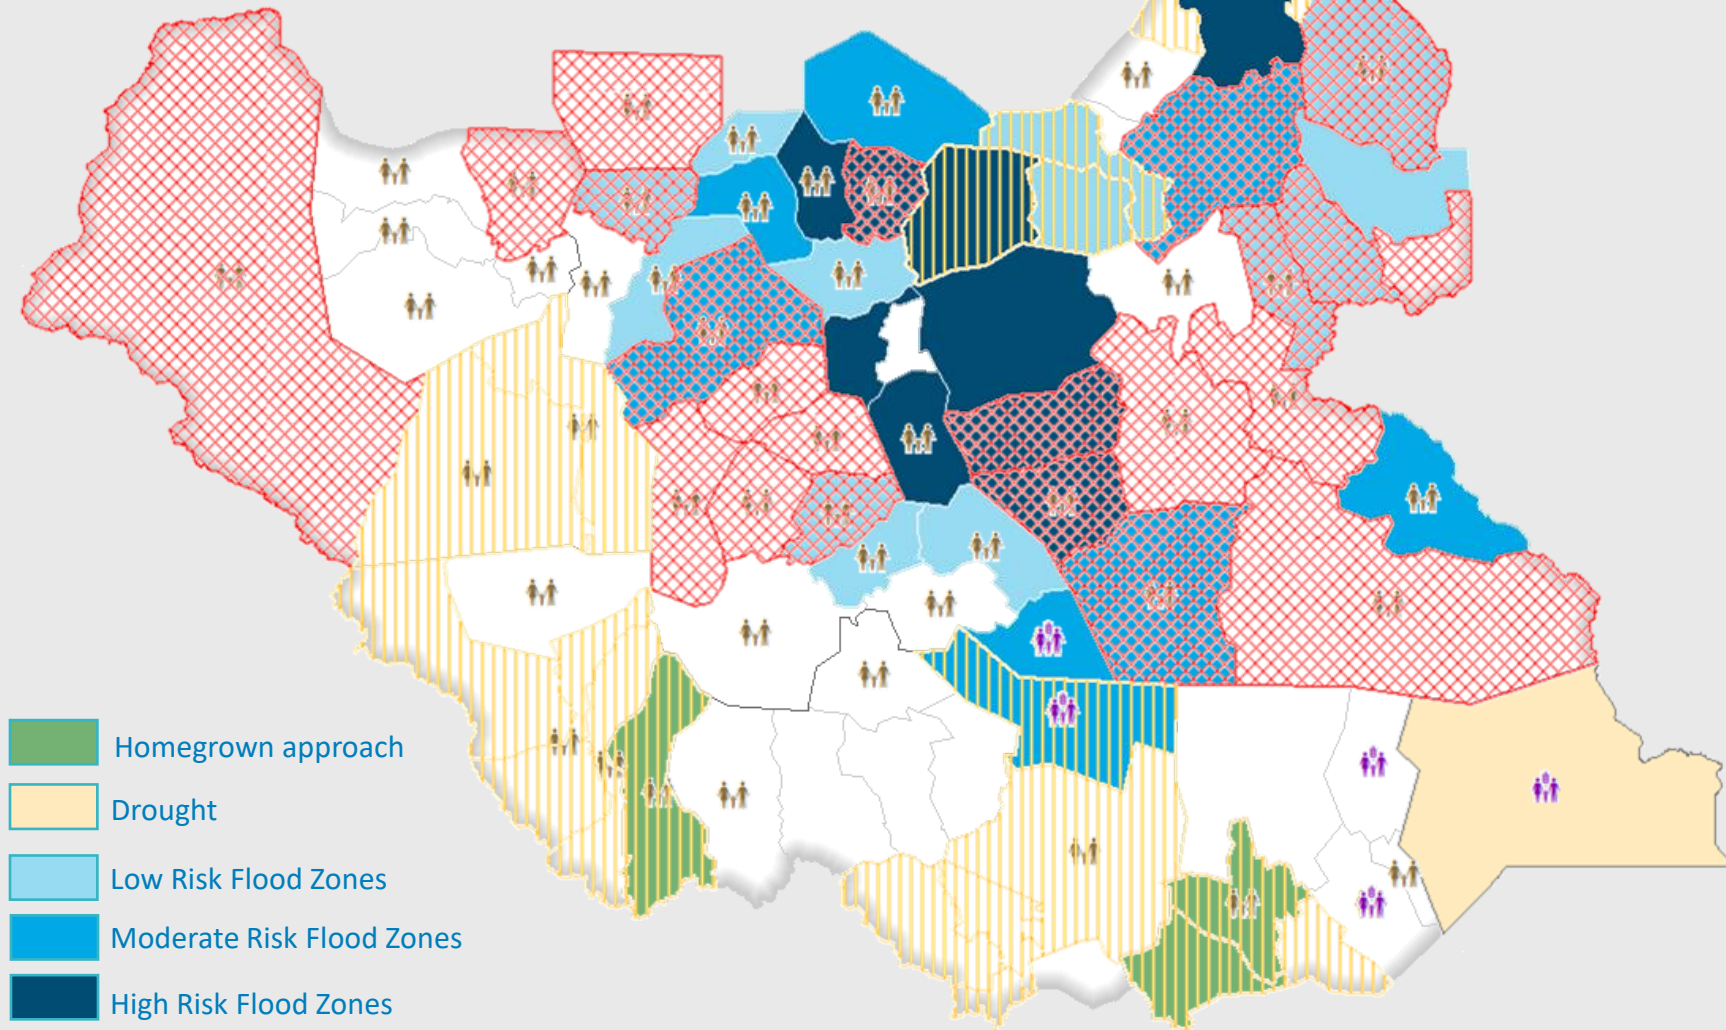 Homegrown approach
Drought
Low Risk Flood Zones
Moderate Risk Flood Zones
High Risk Flood Zones